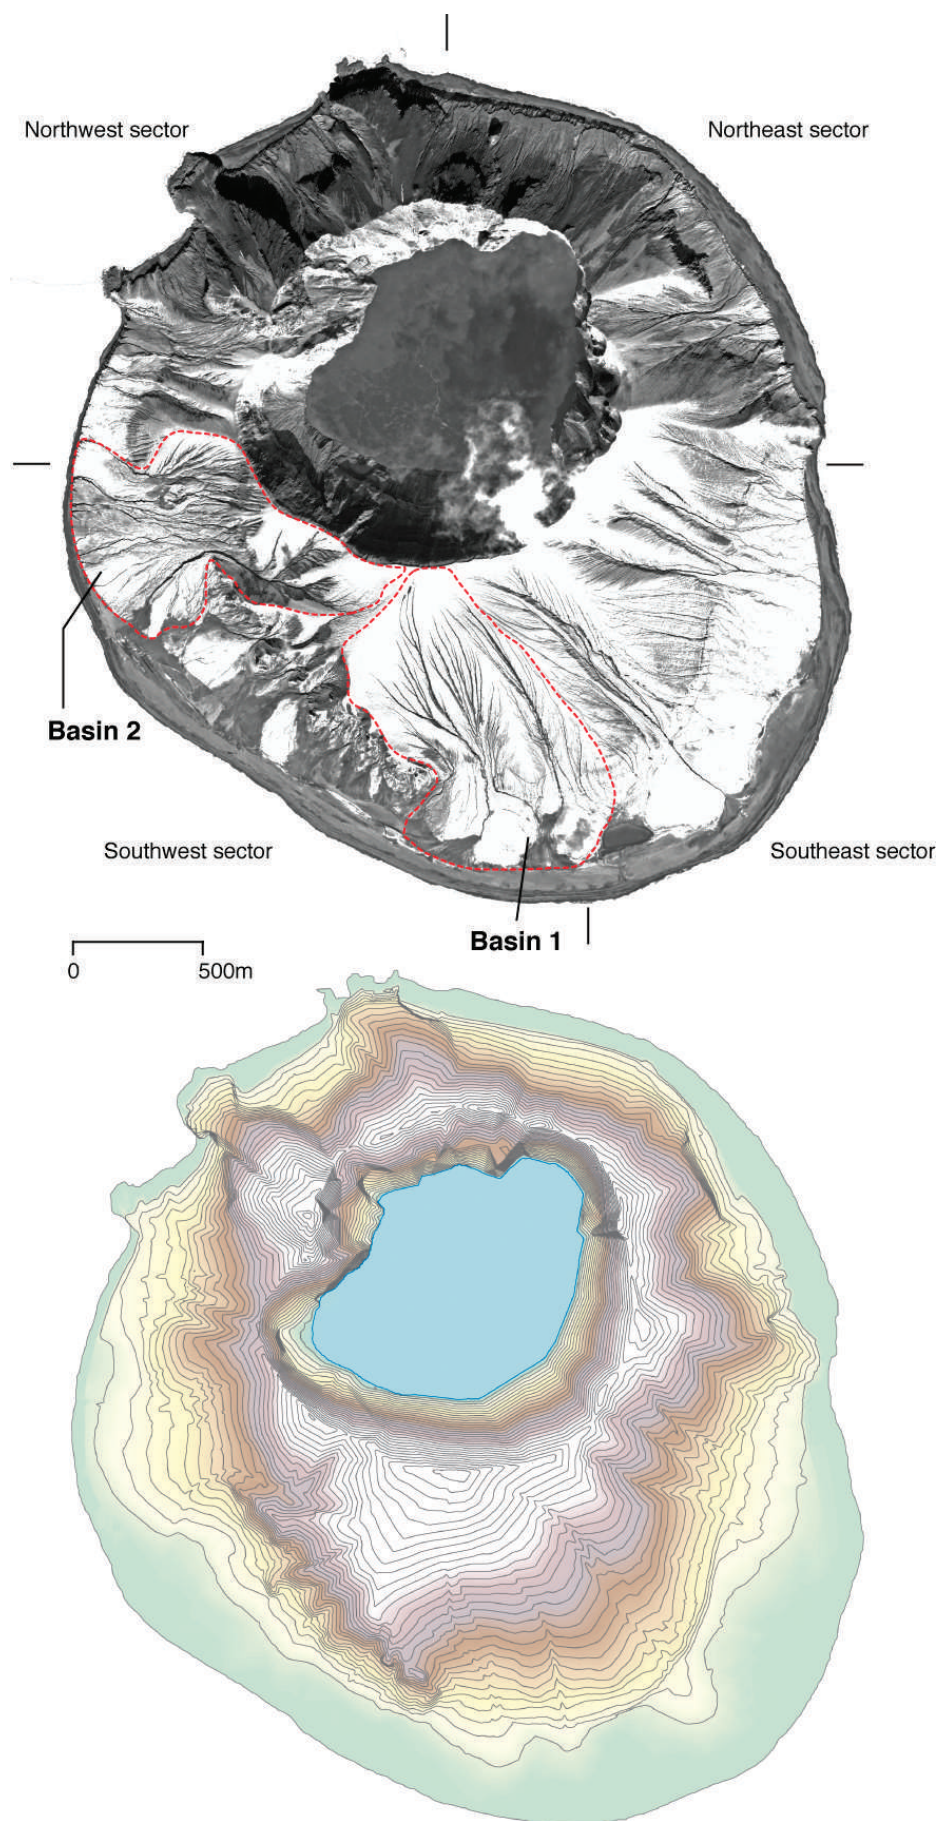 Northwest sector
Northeast sector
Basin 2
Southwest sector
Southeast sector
Basin 1
0
500m